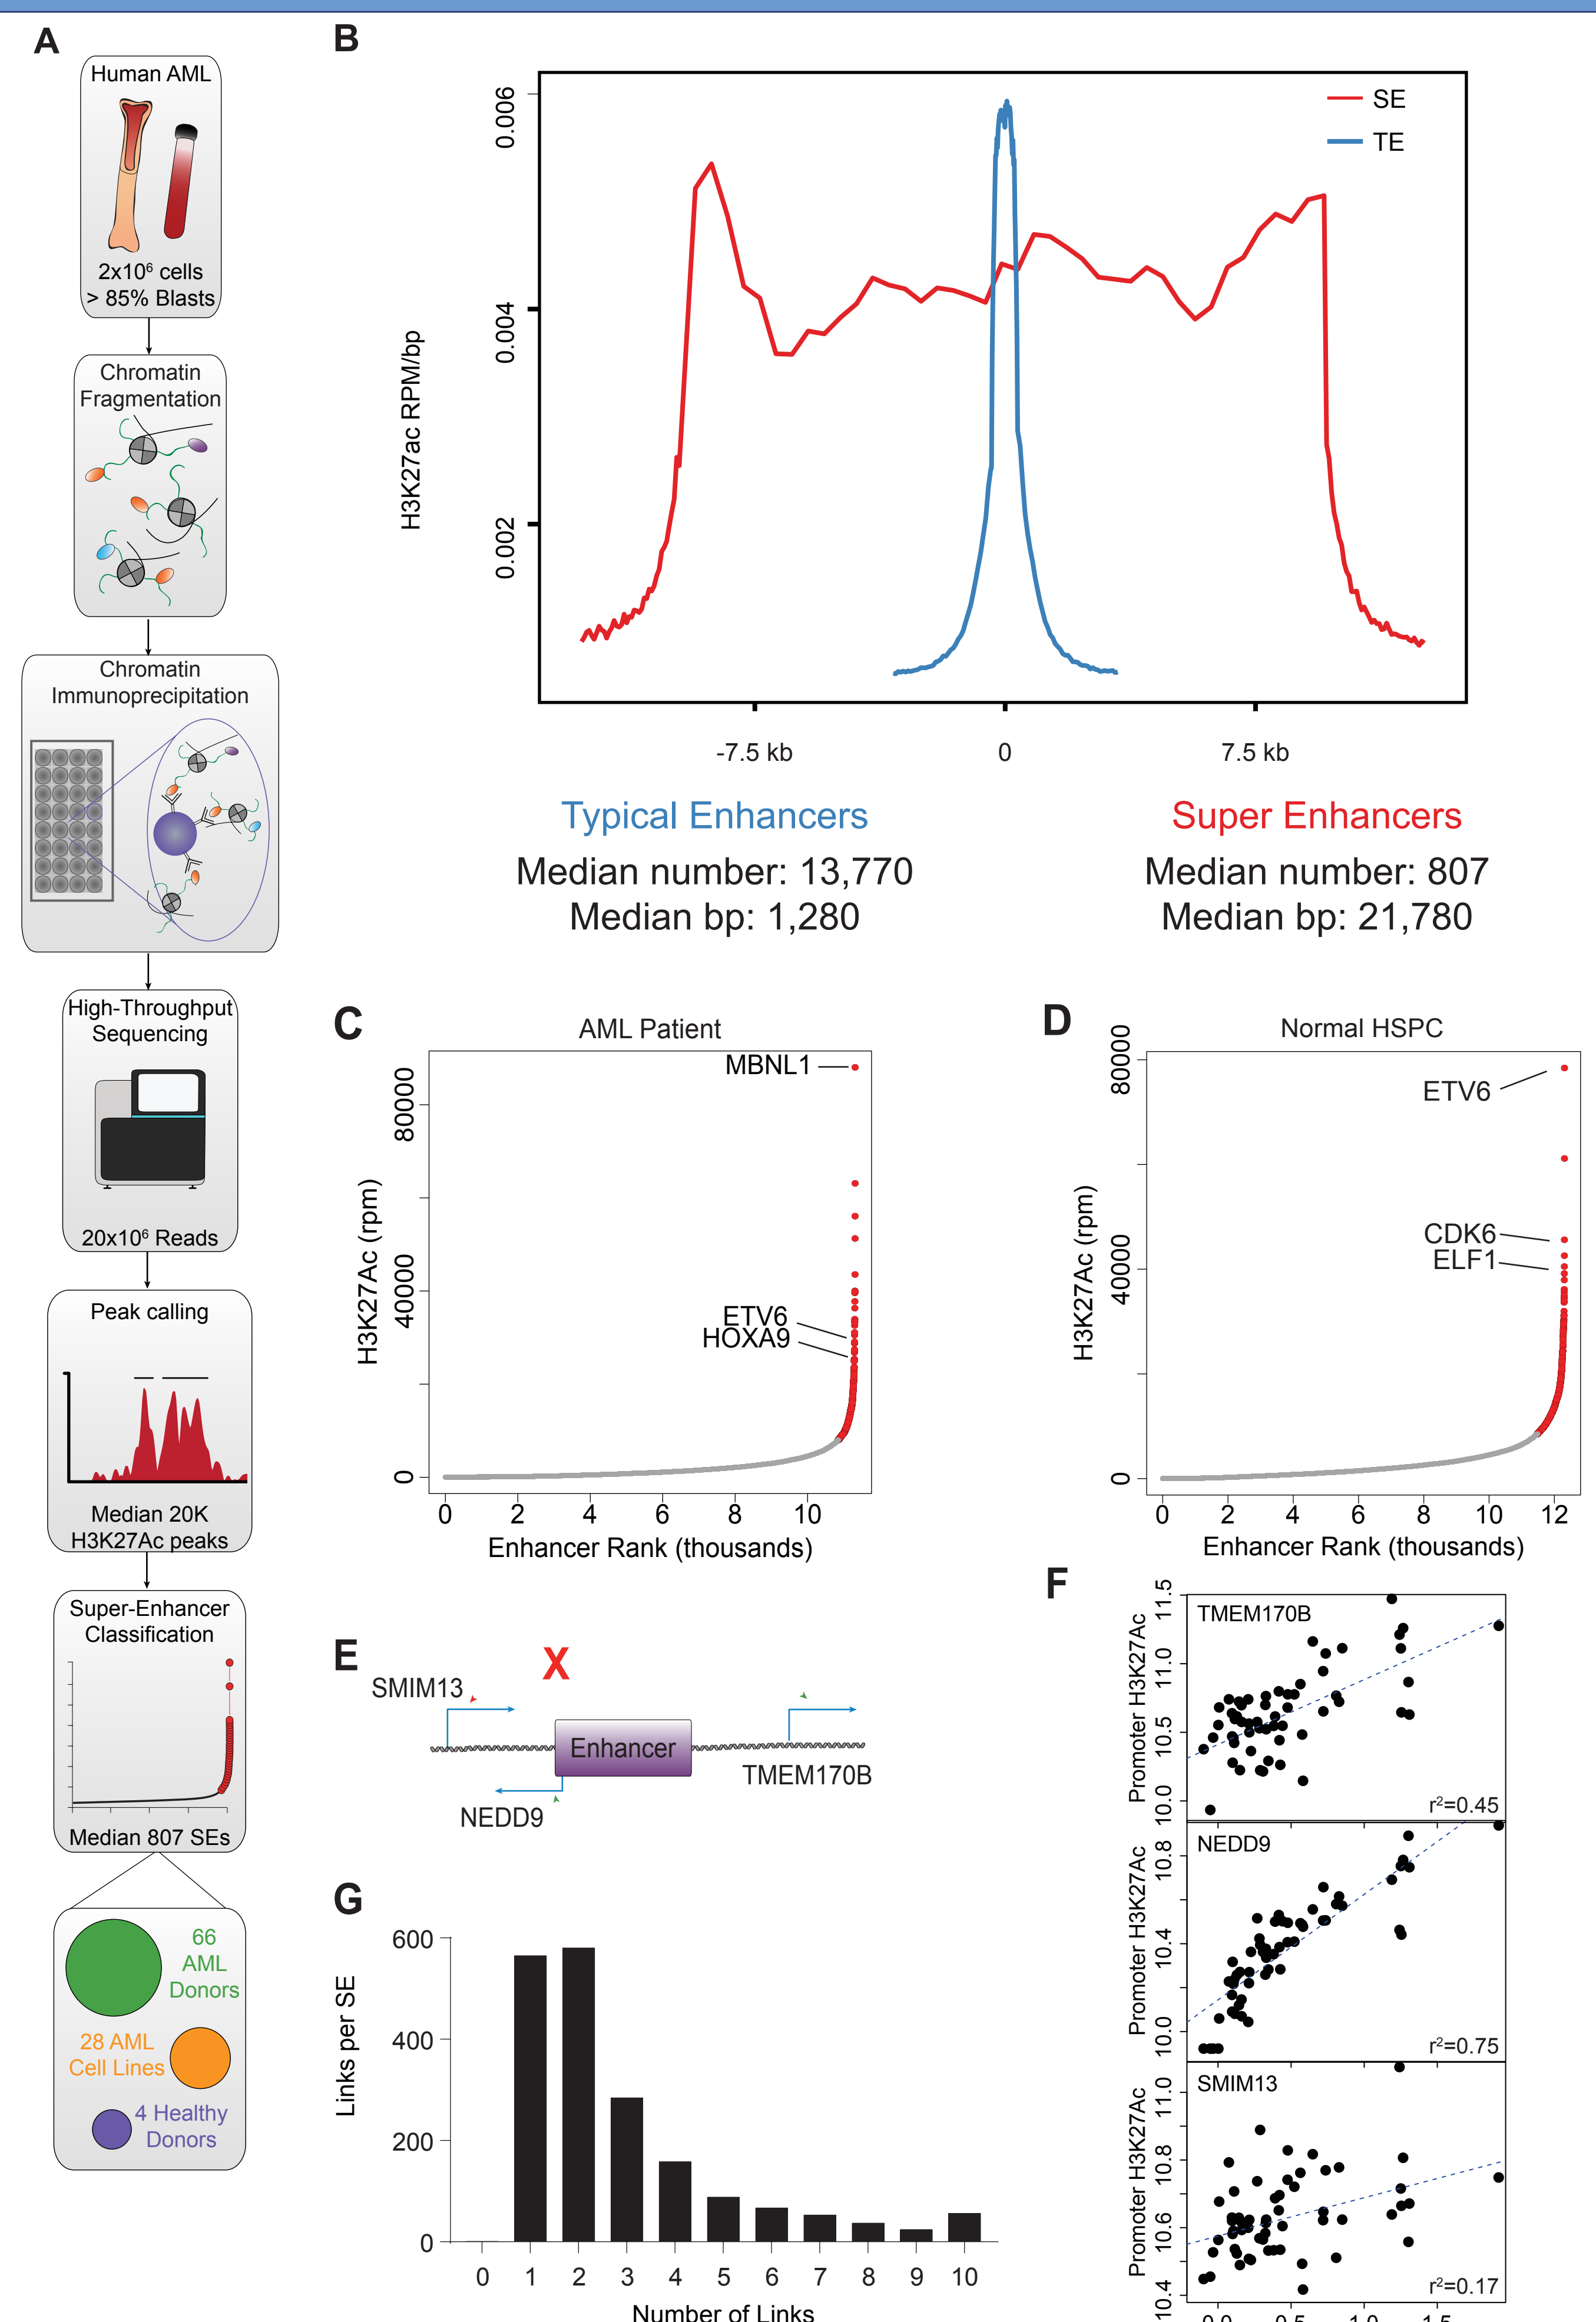 A
Human AML
2x10⁶ cells
> 85% Blasts
Chromatin
Fragmentation
Chromatin
Immunoprecipitation
High-Throughput
Sequencing
20x10⁶ Reads
Peak calling
Median 20K
H3K27Ac peaks
Super-Enhancer
Classification
Median 807 SEs
66
AML
Donors
28 AML
Cell Lines
4 Healthy
Donors
B
H3K27ac RPM/bp
0.006
0.004
0.002
SE
TE
-7.5 kb
0
7.5 kb
Typical Enhancers
Median number: 13,770
Median bp: 1,280
Super Enhancers
Median number: 807
Median bp: 21,780
C
AML Patient
H3K27Ac (rpm)
80000
40000
0
MBNL1
ETV6
HOXA9
0 2 4 6 8 10
Enhancer Rank (thousands)
D
Normal HSPC
H3K27Ac (rpm)
80000
40000
0
ETV6
CDK6
ELF1
0 2 4 6 8 10 12
Enhancer Rank (thousands)
E
X
SMIM13
Enhancer
TMEM170B
NEDD9
F
Promoter H3K27Ac
11.5
11.0
10.5
10.0
TMEM170B
r²=0.45
Promoter H3K27Ac
10.8
10.4
10.0
NEDD9
r²=0.75
Promoter H3K27Ac
11.0
10.8
10.6
10.4
SMIM13
r²=0.17
0.0 0.5 1.0 1.5
G
Links per SE
600
400
200
0
0 1 2 3 4 5 6 7 8 9 10
Number of Links